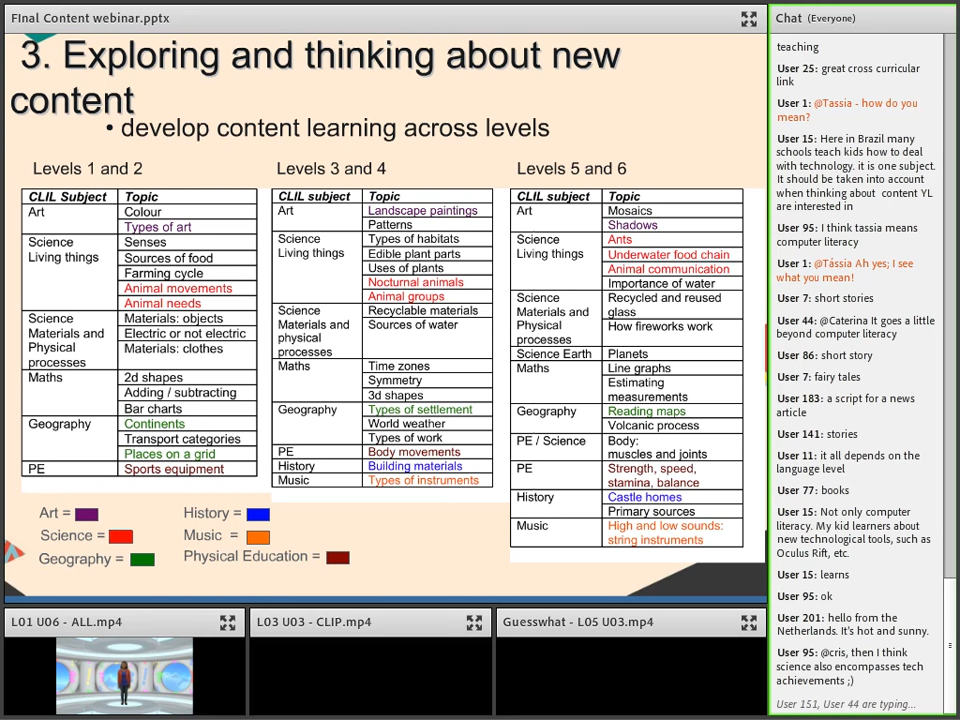 FInal Content webinar.pptx
3. Exploring and thinking about new
content
• develop content learning across levels
Levels 1 and 2
CLIL Subject Topic
Art Colour
Types of art
Science Senses
Living things Sources of food
Farming cycle
Animal movements
Animal needs
Science Materials: objects
Materials and Electric or not electric
Physical Materials: clothes
processes
Maths 2d shapes
Adding / subtracting
Bar charts
Geography Continents
Transport categories
Places on a grid
PE Sports equipment
Levels 3 and 4
CLIL subject Topic
Art Landscape paintings
Patterns
Science Types of habitats
Living things Edible plant parts
Uses of plants
Nocturnal animals
Animal groups
Science Recyclable materials
Materials and Sources of water
physical
processes
Maths Time zones
Symmetry
3d shapes
Geography Types of settlement
World weather
Types of work
PE Body movements
History Building materials
Music Types of instruments
Levels 5 and 6
CLIL subject Topic
Art Mosaics
Shadows
Science Ants
Living things Underwater food chain
Animal communication
Importance of water
Science Recycled and reused
Materials and glass
Physical How fireworks work
processes
Science Earth Planets
Maths Line graphs
Estimating
measurements
Geography Reading maps
Volcanic process
PE / Science Body:
muscles and joints
PE Strength, speed,
stamina, balance
History Castle homes
Primary sources
Music High and low sounds:
string instruments
Art =
Science =
Geography =
History =
Music =
Physical Education =
L01 U06 - ALL.mp4
L03 U03 - CLIP.mp4
Guesswhat - L05 U03.mp4
Chat (Everyone)
teaching
User 25: great cross curricular
link
User 1: @Tassia - how do you
mean?
User 15: Here in Brazil many
schools teach kids how to deal
with technology. it is one subject.
It should be taken into account
when thinking about content YL
are interested in
User 95: I think tassia means
computer literacy
User 1: @Tássia Ah yes; I see
what you mean!
User 7: short stories
User 44: @Caterina It goes a little
beyond computer literacy
User 86: short story
User 7: fairy tales
User 183: a script for a news
article
User 141: stories
User 11: it all depends on the
language level
User 77: books
User 15: Not only computer
literacy. My kid learners about
new technological tools, such as
Oculus Rift, etc.
User 15: learns
User 95: ok
User 201: hello from the
Netherlands. It's hot and sunny.
User 95: @cris, then I think
science also encompasses tech
achievements ;)
User 151, User 44 are typing...